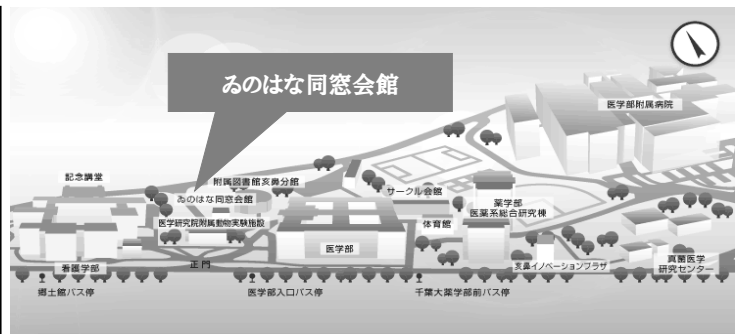 ゐのはな同窓会館
医学部附属病院
記念講堂
附属図書館亥鼻分館
ゐのはな同窓会館
サークル会館
薬学部
医薬系総合研究棟
医学研究院附属動物実験施設
体育館
医学部
看護学部
正門
亥鼻イノベーションプラザ
真菌医学
研究センター
郷土館バス停
医学部入口バス停
千葉大薬学部前バス停